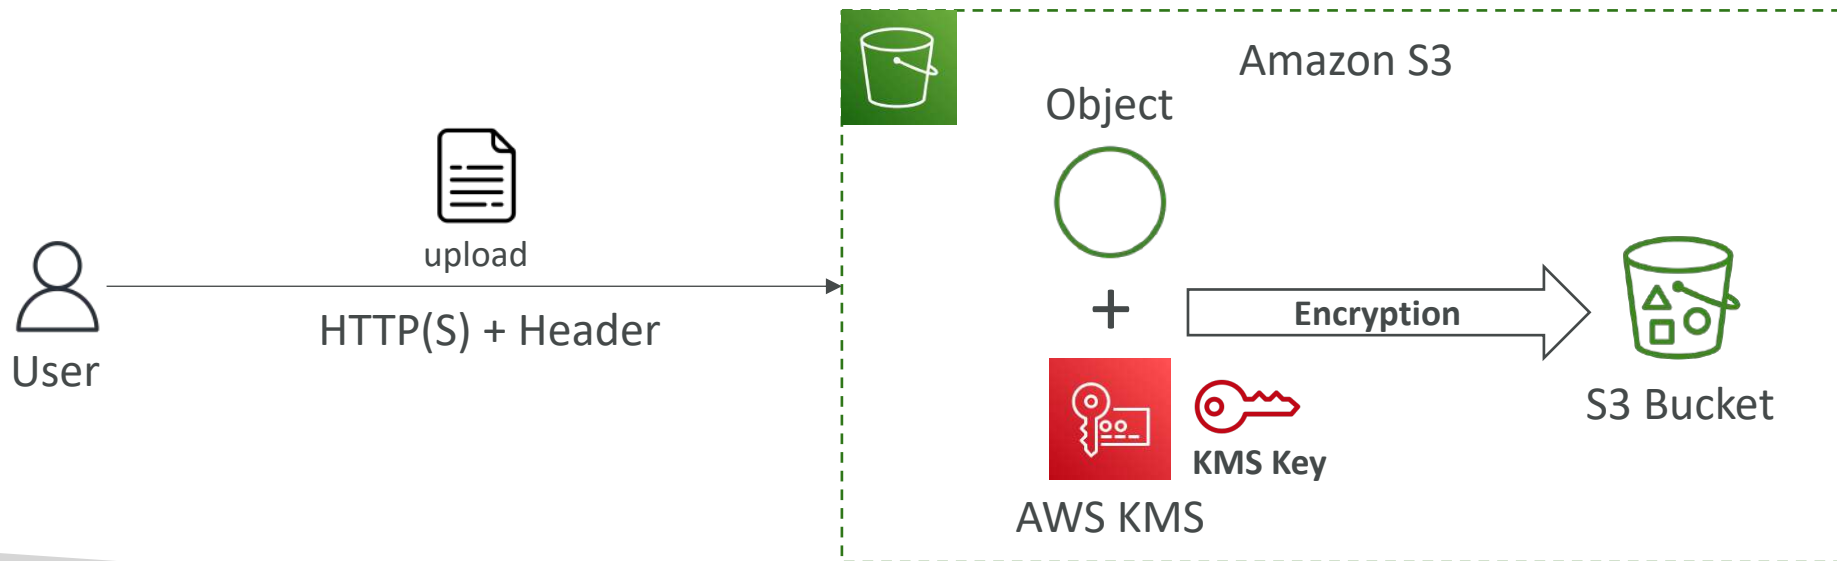 Amazon S3
Object
upload
HTTP(S) + Header
User
Encryption
S3 Bucket
KMS Key
AWS KMS